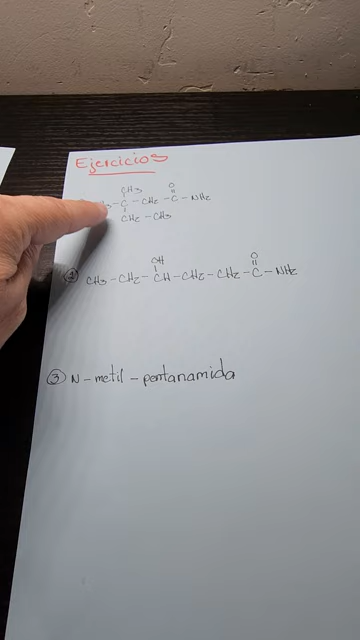 Ejercicios
CH3
O
- C - CH2 - C - NH2
CH2 - CH3
OH
O
② CH3 - CH2 - CH - CH2 - CH2 - C - NH2
③ N - metil - pentanamida